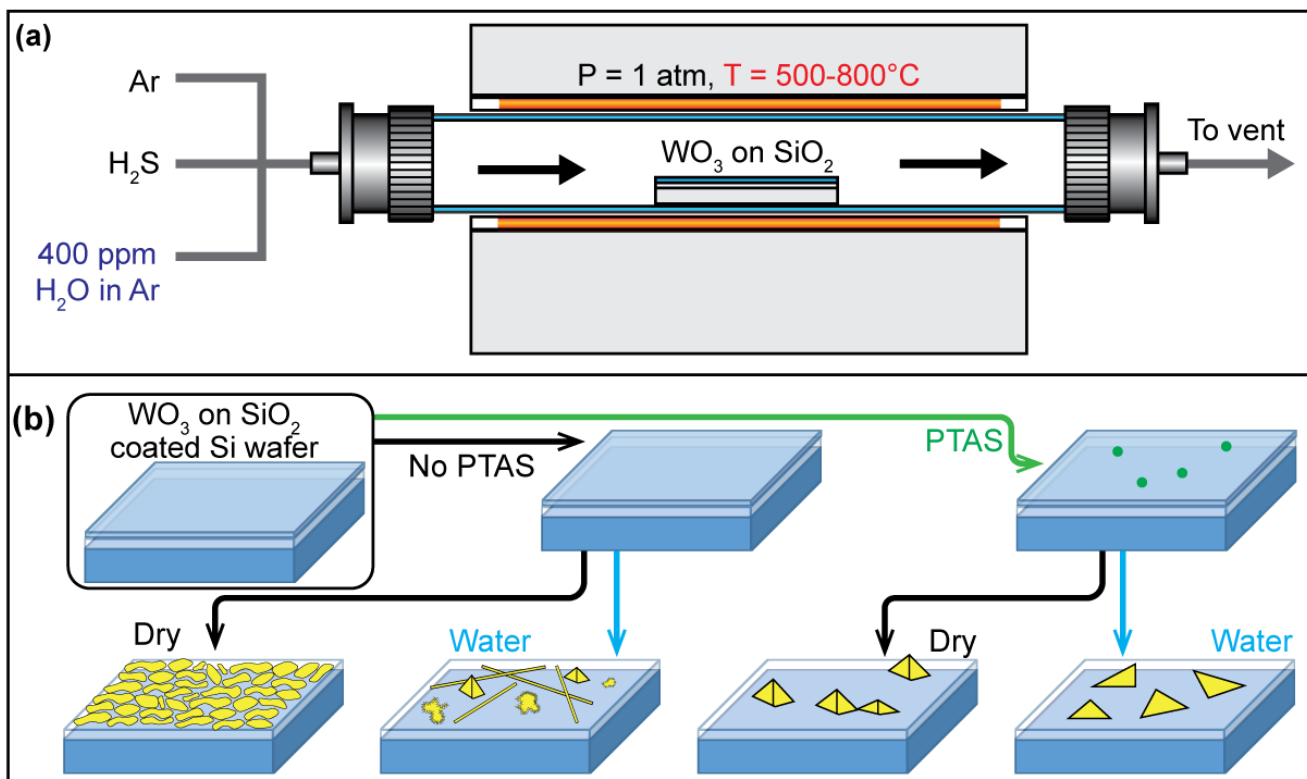 (a)
Ar
H₂S
400 ppm
H₂O in Ar
P = 1 atm, T = 500-800°C
WO₃ on SiO₂
To vent
(b)
WO₃ on SiO₂
coated Si wafer
No PTAS
PTAS
Dry
Water
Dry
Water